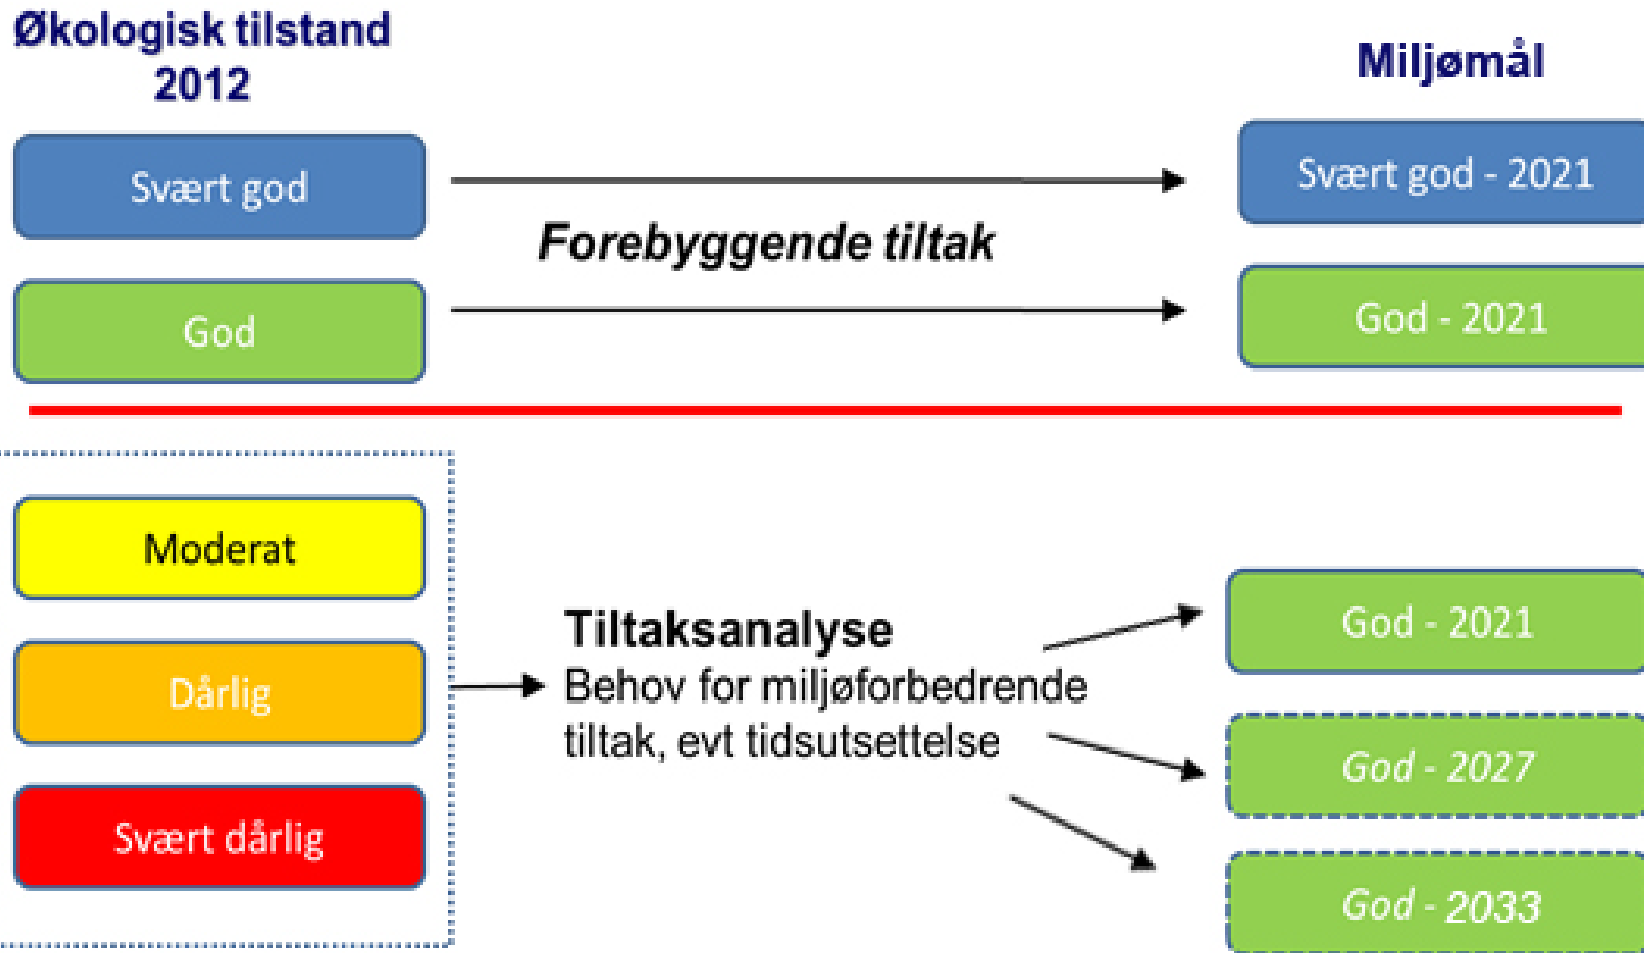 Økologisk tilstand
2012
Miljømål
Svært god
Svært god - 2021
Forebyggende tiltak
God
God - 2021
Moderat
Dårlig
Svært dårlig
Tiltaksanalyse
Behov for miljøforbedrende
tiltak, evt tidsutsettelse
God - 2021
God - 2027
God - 2033